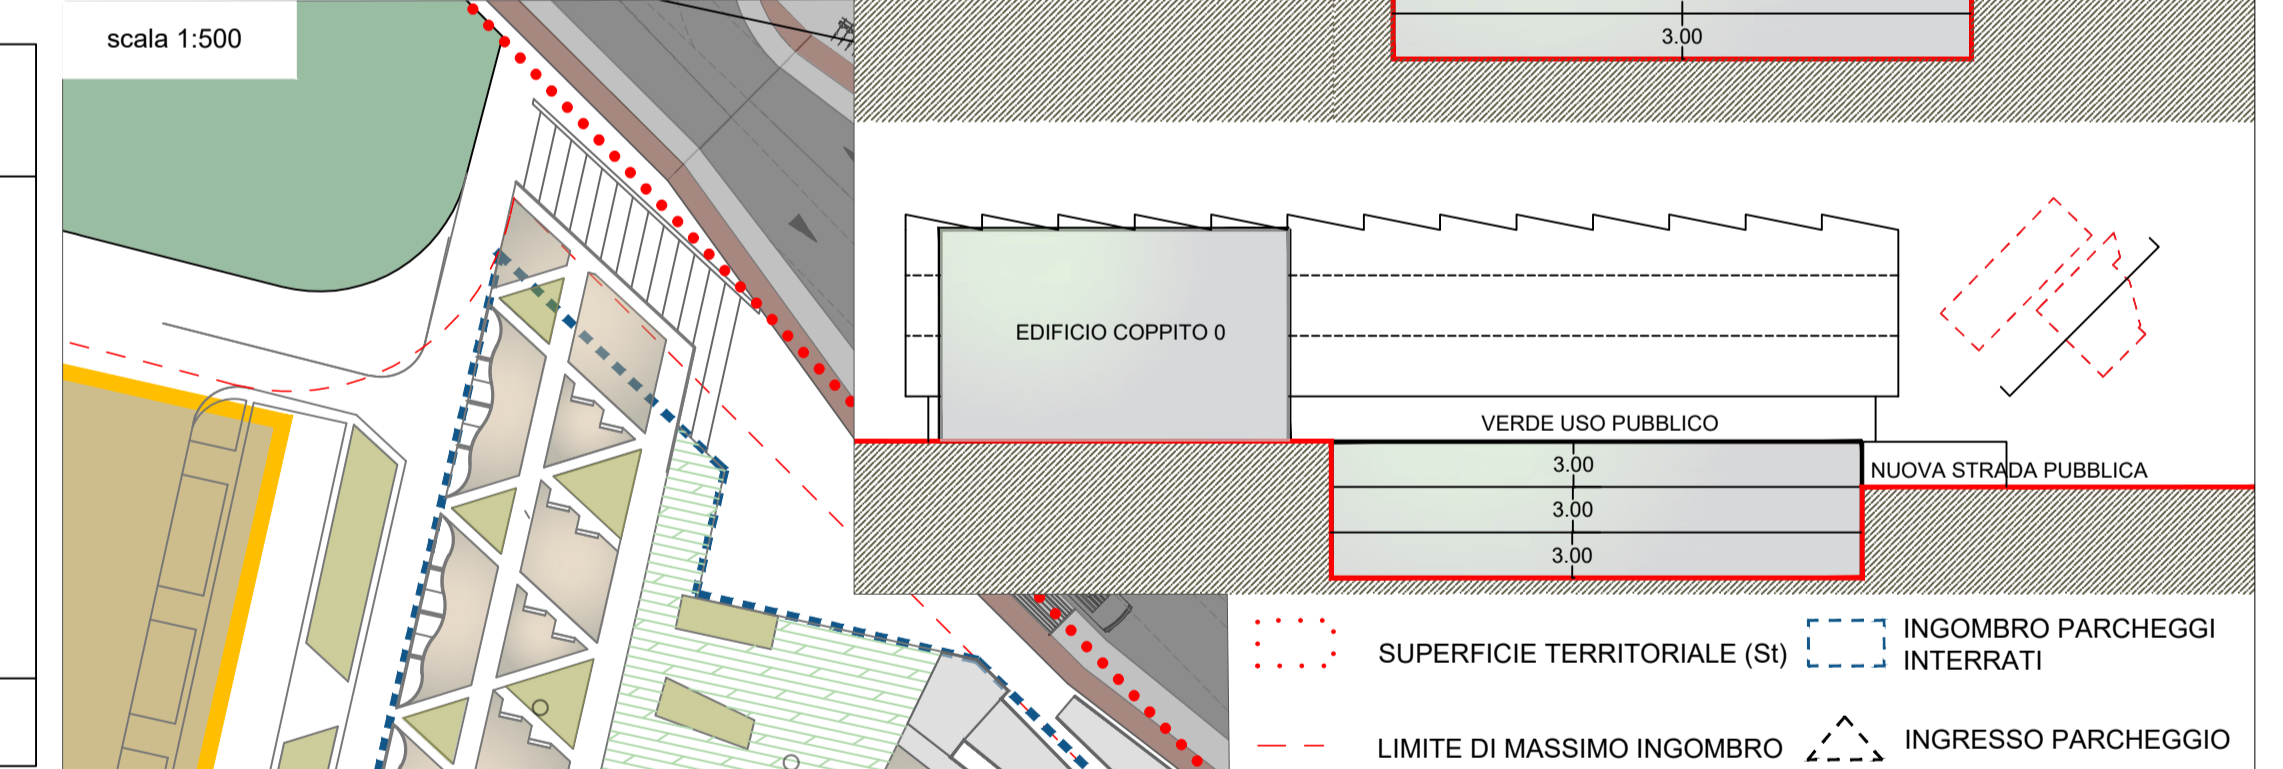 scala 1:500
3.00
EDIFICIO COPPITO 0
VERDE USO PUBBLICO
3.00
NUOVA STRADA PUBBLICA
3.00
3.00
SUPERFICIE TERRITORIALE (St)
INGOMBRO PARCHEGGI
INTERRATI
LIMITE DI MASSIMO INGOMBRO
INGRESSO PARCHEGGIO